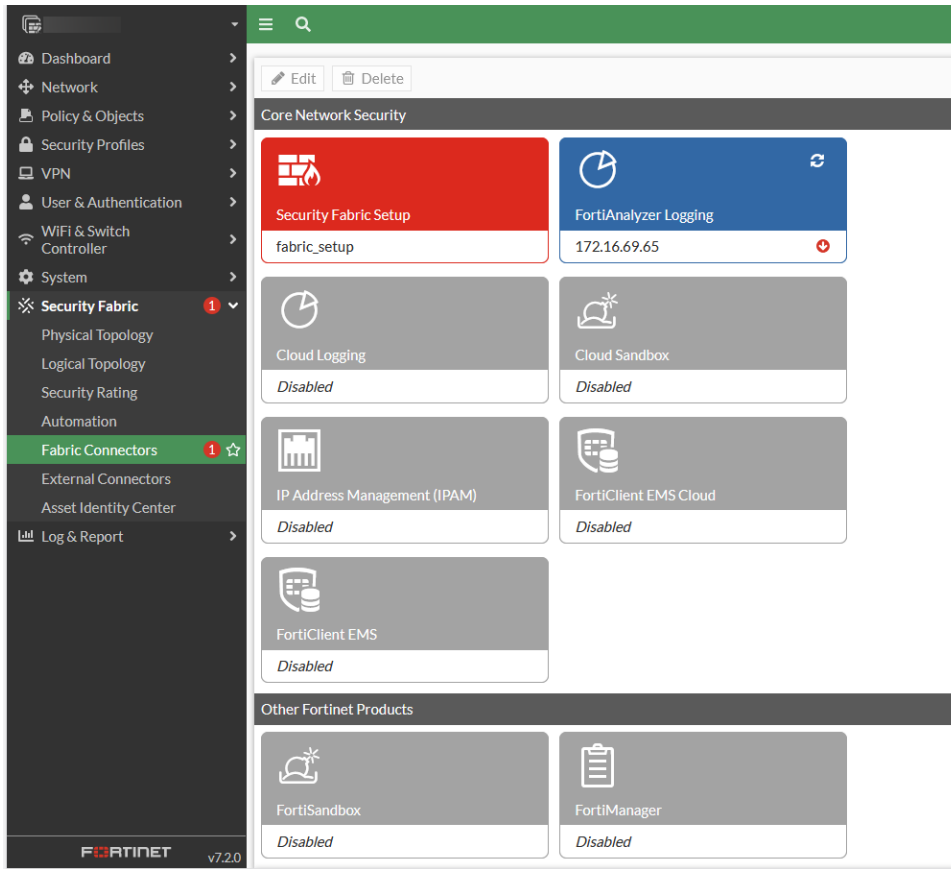 Dashboard
Network
Policy & Objects
Security Profiles
VPN
User & Authentication
WiFi & Switch
Controller
System
Security Fabric 1
Physical Topology
Logical Topology
Security Rating
Automation
Fabric Connectors 1
External Connectors
Asset Identity Center
Log & Report
FORTINET v7.2.0
Edit Delete
Core Network Security
Security Fabric Setup
fabric_setup
FortiAnalyzer Logging
172.16.69.65
Cloud Logging
Disabled
Cloud Sandbox
Disabled
IP Address Management (IPAM)
Disabled
FortiClient EMS Cloud
Disabled
FortiClient EMS
Disabled
Other Fortinet Products
FortiSandbox
Disabled
FortiManager
Disabled